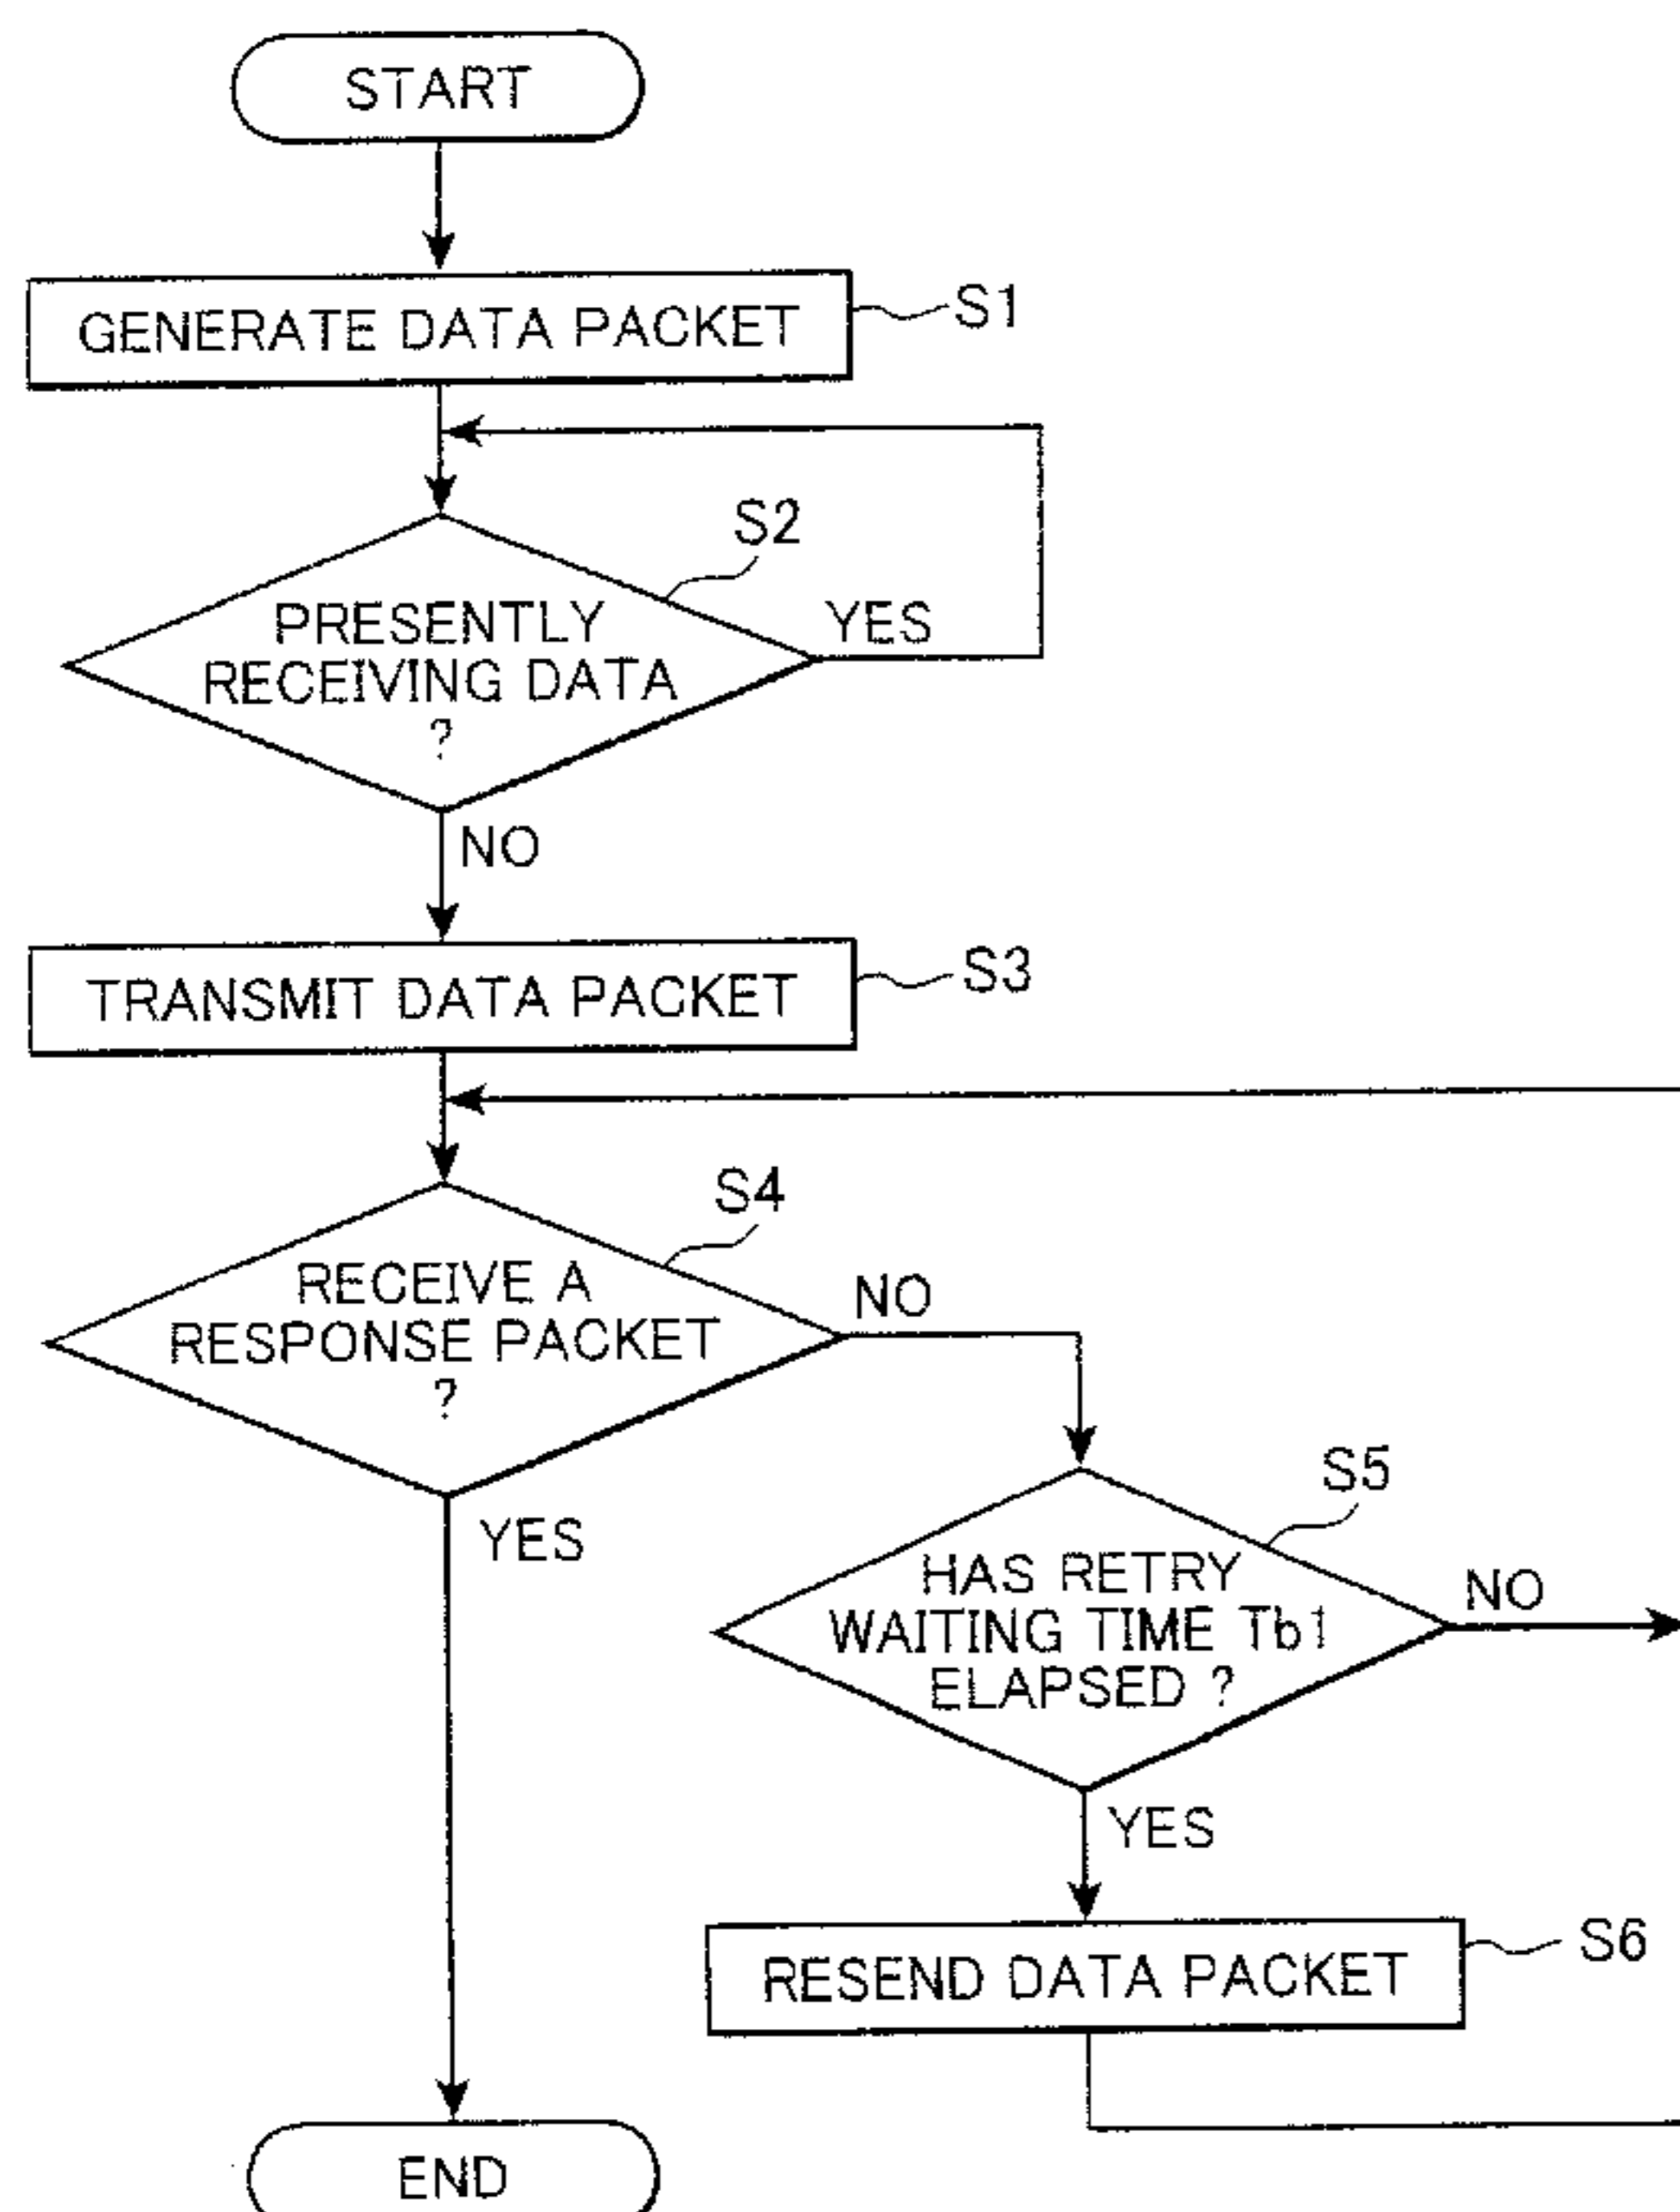 START
GENERATE DATA PACKET
S1
S2
PRESENTLY
RECEIVING DATA
?
YES
NO
TRANSMIT DATA PACKET
S3
S4
RECEIVE A
RESPONSE PACKET
?
NO
YES
S5
HAS RETRY
WAITING TIME Tb1
ELAPSED ?
NO
YES
RESEND DATA PACKET
S6
END